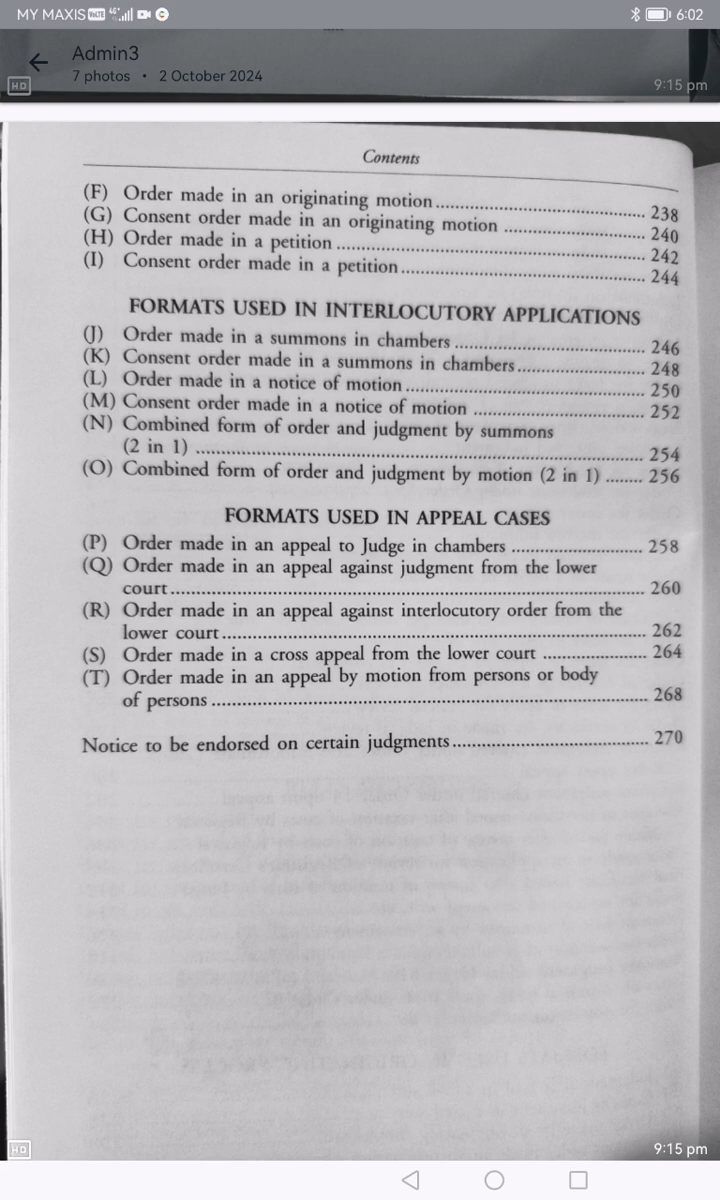 MY MAXIS VoLTE 4G 6:02
Admin3
7 photos • 2 October 2024
HD 9:15 pm
Contents
(F) Order made in an originating motion .......... 238
(G) Consent order made in an originating motion .......... 240
(H) Order made in a petition .......... 242
(I) Consent order made in a petition .......... 244
FORMATS USED IN INTERLOCUTORY APPLICATIONS
(J) Order made in a summons in chambers .......... 246
(K) Consent order made in a summons in chambers .......... 248
(L) Order made in a notice of motion .......... 250
(M) Consent order made in a notice of motion .......... 252
(N) Combined form of order and judgment by summons
(2 in 1) .......... 254
(O) Combined form of order and judgment by motion (2 in 1) ........ 256
FORMATS USED IN APPEAL CASES
(P) Order made in an appeal to Judge in chambers .......... 258
(Q) Order made in an appeal against judgment from the lower
court .......... 260
(R) Order made in an appeal against interlocutory order from the
lower court .......... 262
(S) Order made in a cross appeal from the lower court .......... 264
(T) Order made in an appeal by motion from persons or body
of persons .......... 268
Notice to be endorsed on certain judgments .......... 270
HD 9:15 pm